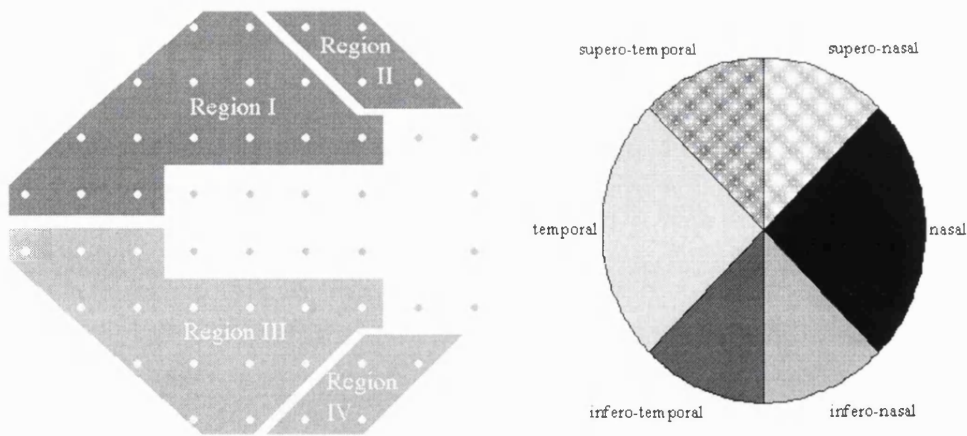 Region
II
Region I
Region III
Region
IV
supero-temporal
supero-nasal
temporal
nasal
infero-temporal
infero-nasal